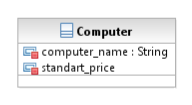 Computer
computer_name : String
standart_price